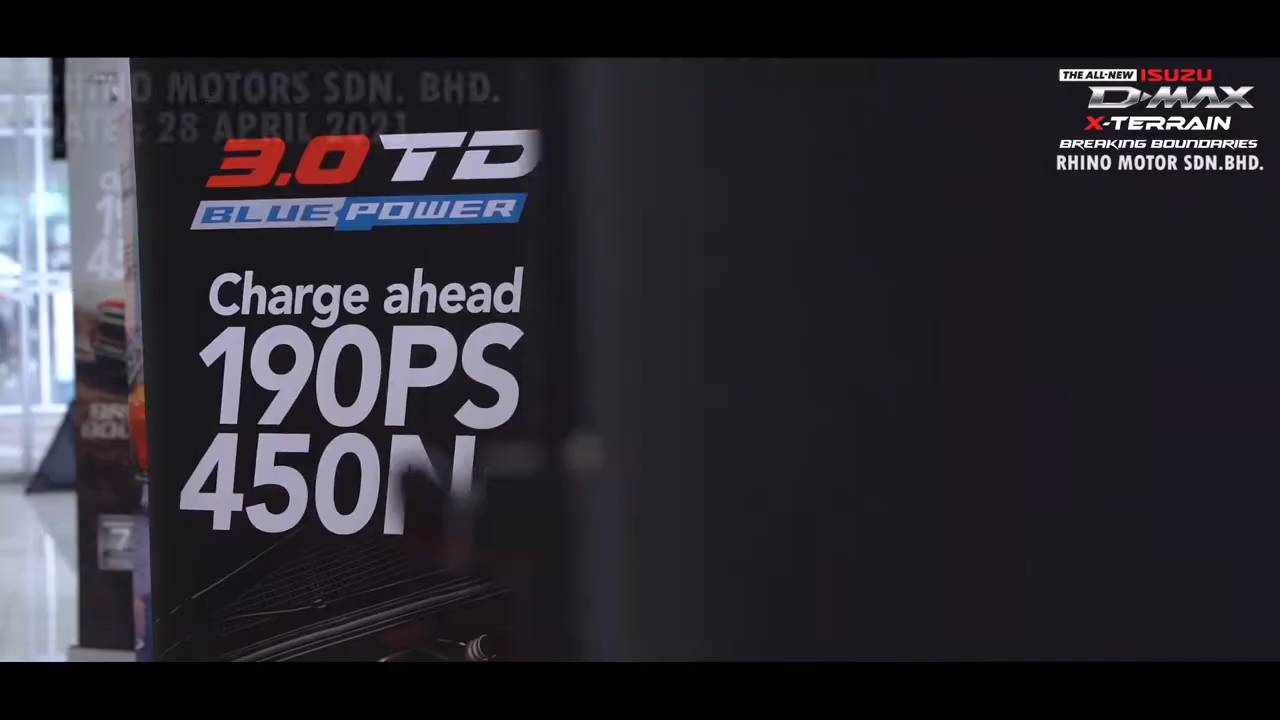 MOTORS SDN. BHD.
28 APRIL 2021
3.0 TD
BLUE POWER
Charge ahead
190PS
450N
THE ALL-NEW ISUZU
D-MAX
X-TERRAIN
BREAKING BOUNDARIES
RHINO MOTOR SDN.BHD.